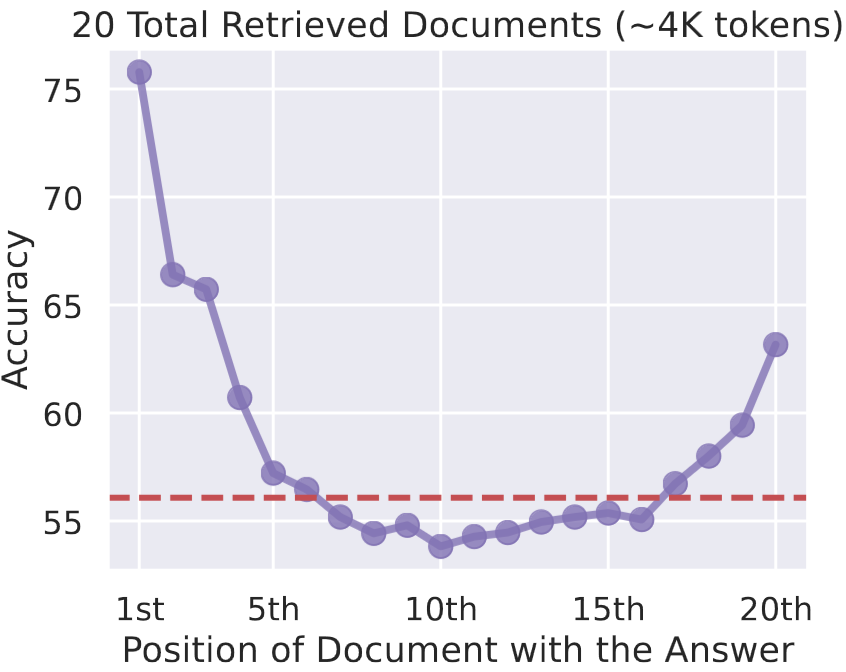 20 Total Retrieved Documents (~4K tokens)
Accuracy
75
70
65
60
55
1st 5th 10th 15th 20th
Position of Document with the Answer